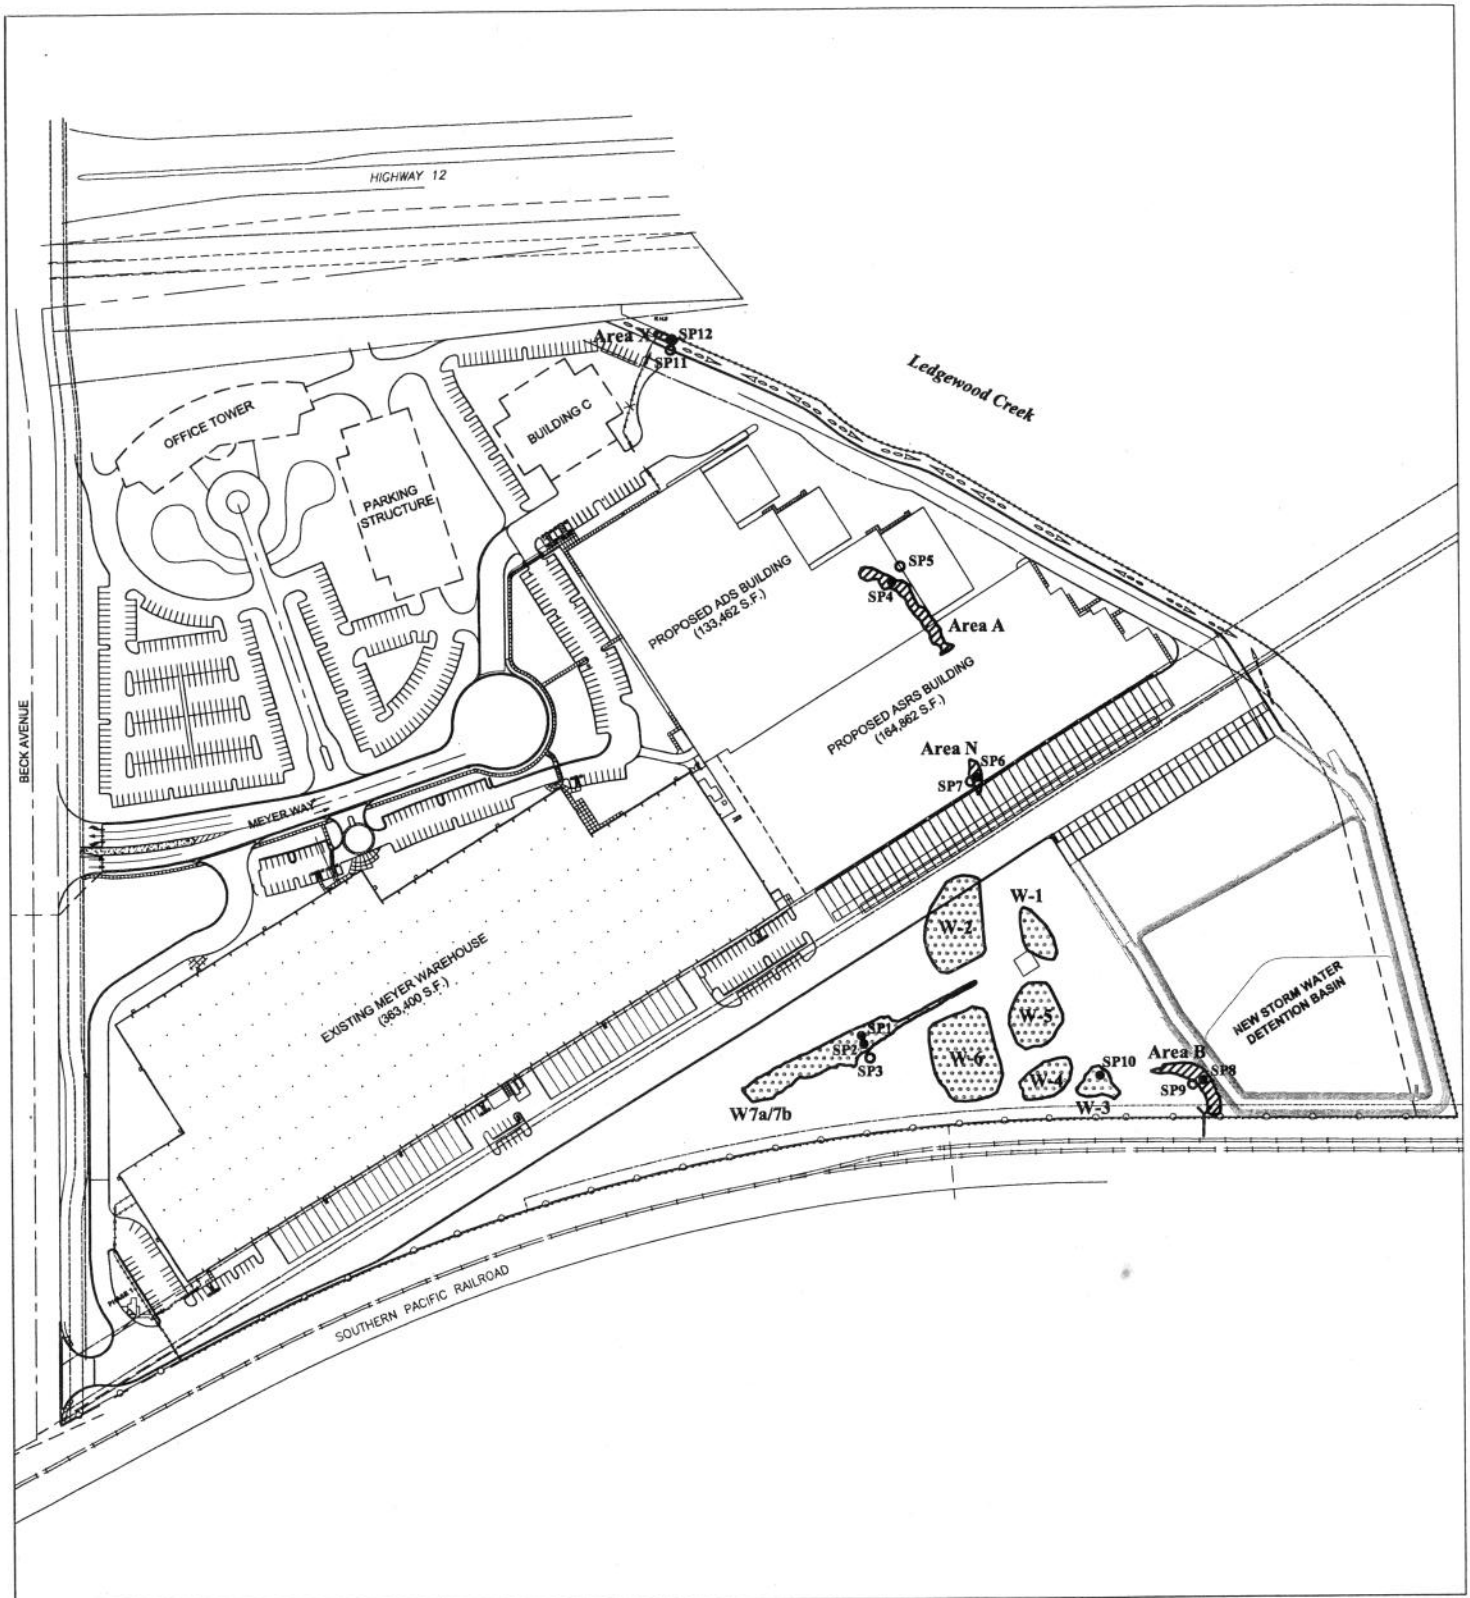 HIGHWAY 12
Area X
SP12
SP11
Ledgewood Creek
OFFICE TOWER
BUILDING C
PARKING
STRUCTURE
PROPOSED ADS BUILDING
(133,462 S.F.)
SP5
SP4
Area A
PROPOSED ASRS BUILDING
(164,862 S.F.)
BECK AVENUE
Area N
SP6
SP7
MEYER WAY
W-2
W-1
EXISTING MEYER WAREHOUSE
(363,400 S.F.)
NEW STORM WATER
DETENTION BASIN
W-5
SP1
SP2
SP3
W-6
W-4
SP10
W-3
Area B
SP8
SP9
W7a/7b
SOUTHERN PACIFIC RAILROAD